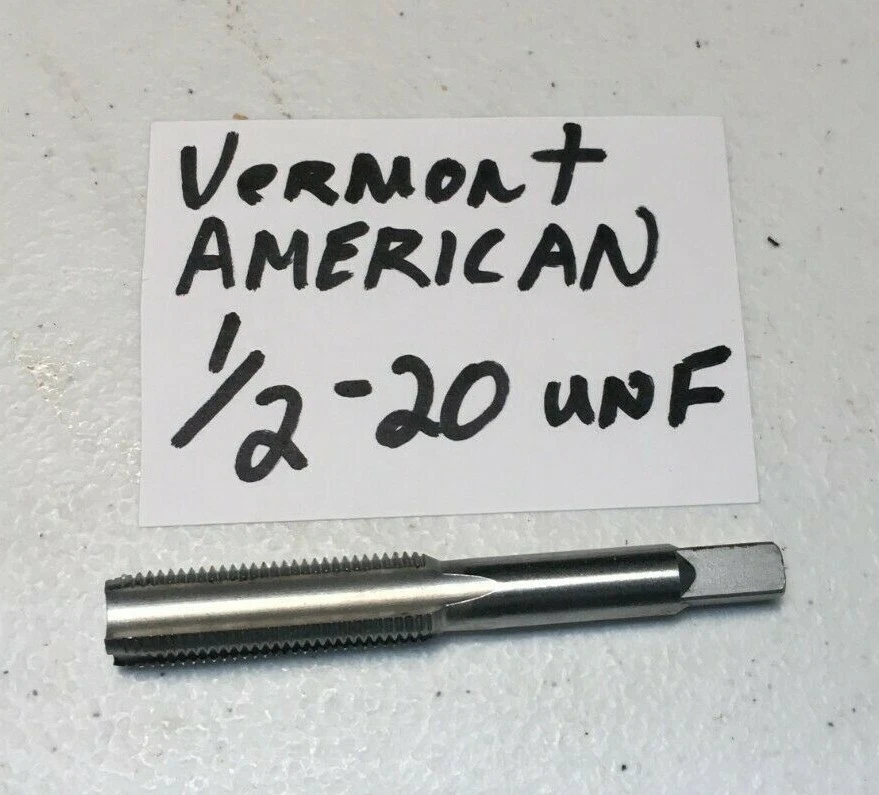 VeRMOnt
AMERICAN
1/2-20 UNF